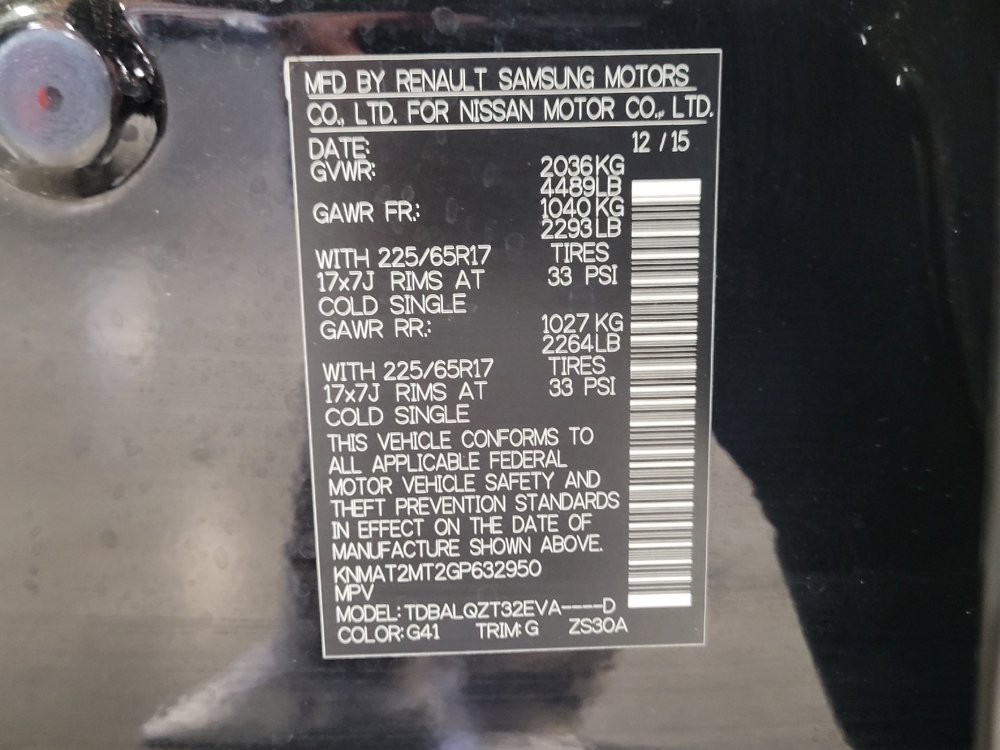 MFD BY RENAULT SAMSUNG MOTORS
CO., LTD. FOR NISSAN MOTOR CO., LTD.
DATE: 12 / 15
GVWR: 2036 KG
4489 LB
GAWR FR.: 1040 KG
2293 LB
WITH 225/65R17 TIRES
17x7J RIMS AT 33 PSI
COLD SINGLE
GAWR RR.: 1027 KG
2264 LB
WITH 225/65R17 TIRES
17x7J RIMS AT 33 PSI
COLD SINGLE
THIS VEHICLE CONFORMS TO
ALL APPLICABLE FEDERAL
MOTOR VEHICLE SAFETY AND
THEFT PREVENTION STANDARDS
IN EFFECT ON THE DATE OF
MANUFACTURE SHOWN ABOVE.
KNMAT2MT2GP632950
MPV
MODEL: TDBALQZT32EVA----D
COLOR: G41 TRIM: G ZS30A